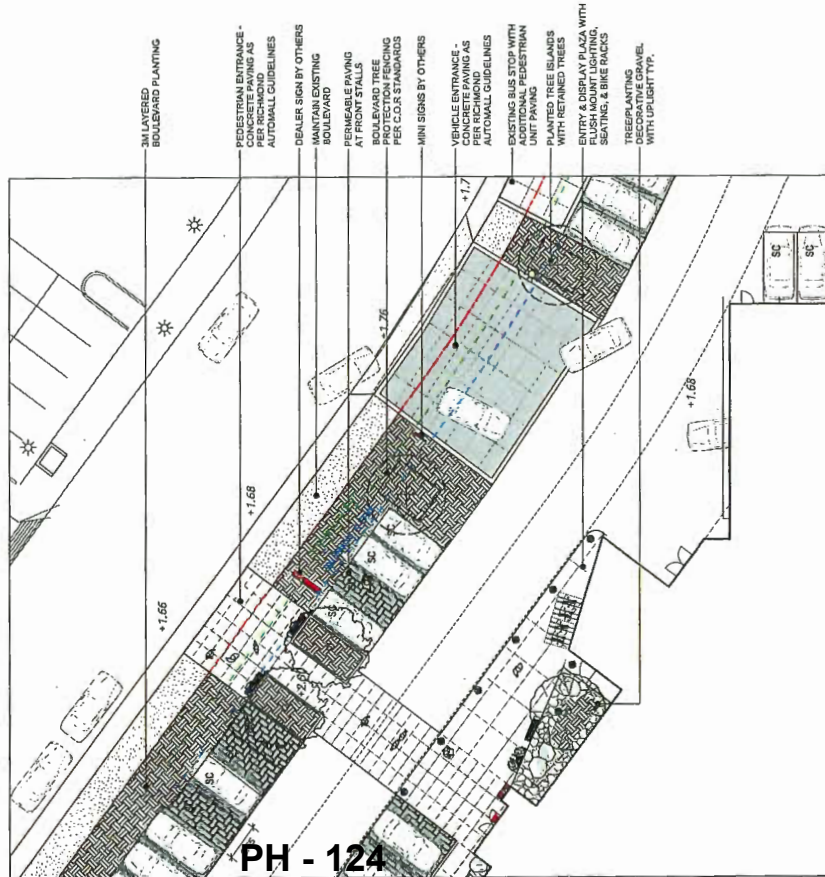 3M LAYERED
BOULEVARD PLANTING
PEDESTRIAN ENTRANCE -
CONCRETE PAVING AS
PER RICHMOND
AUTOMALL GUIDELINES
DEALER SIGN BY OTHERS
MAINTAIN EXISTING
BOULEVARD
PERMEABLE PAVING
AT FRONT STALLS
BOULEVARD TREE
PROTECTION FENCING
PER C.O.R STANDARDS
MINI SIGNS BY OTHERS
VEHICLE ENTRANCE -
CONCRETE PAVING AS
PER RICHMOND
AUTOMALL GUIDELINES
EXISTING BUS STOP WITH
ADDITIONAL PEDESTRIAN
UNIT PAVING
PLANTED TREE ISLANDS
WITH RETAINED TREES
ENTRY & DISPLAY PLAZA WITH
FLUSH MOUNT LIGHTING,
SEATING, & BIKE RACKS
TREE/PLANTING
DECORATIVE GRAVEL
WITH UPLIGHT TYP.
+1.66
+1.68
+1.76
+1.7
+1.68
SC
SC
SC
SC
SC
SC
PH - 124